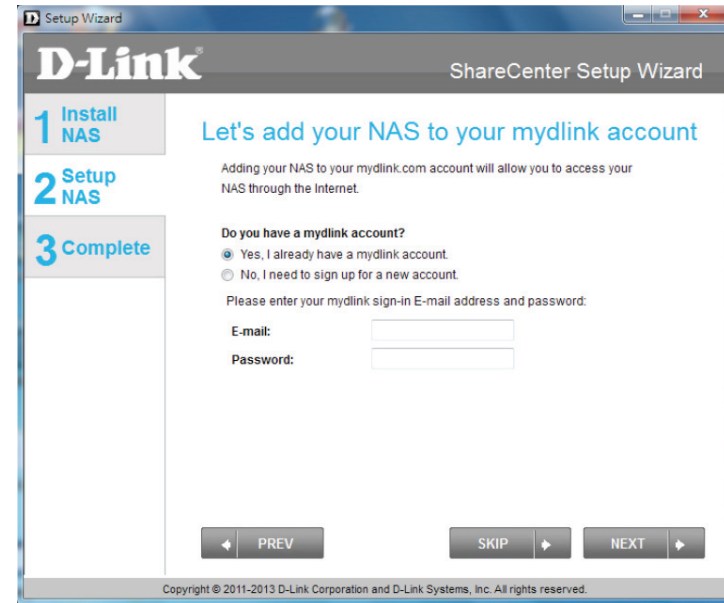 Setup Wizard
D-Link®
ShareCenter Setup Wizard
1 Install
NAS
2 Setup
NAS
3 Complete
Let's add your NAS to your mydlink account
Adding your NAS to your mydlink.com account will allow you to access your
NAS through the Internet.
Do you have a mydlink account?
Yes, I already have a mydlink account.
No, I need to sign up for a new account.
Please enter your mydlink sign-in E-mail address and password:
E-mail:
Password:
PREV
SKIP
NEXT
Copyright © 2011-2013 D-Link Corporation and D-Link Systems, Inc. All rights reserved.